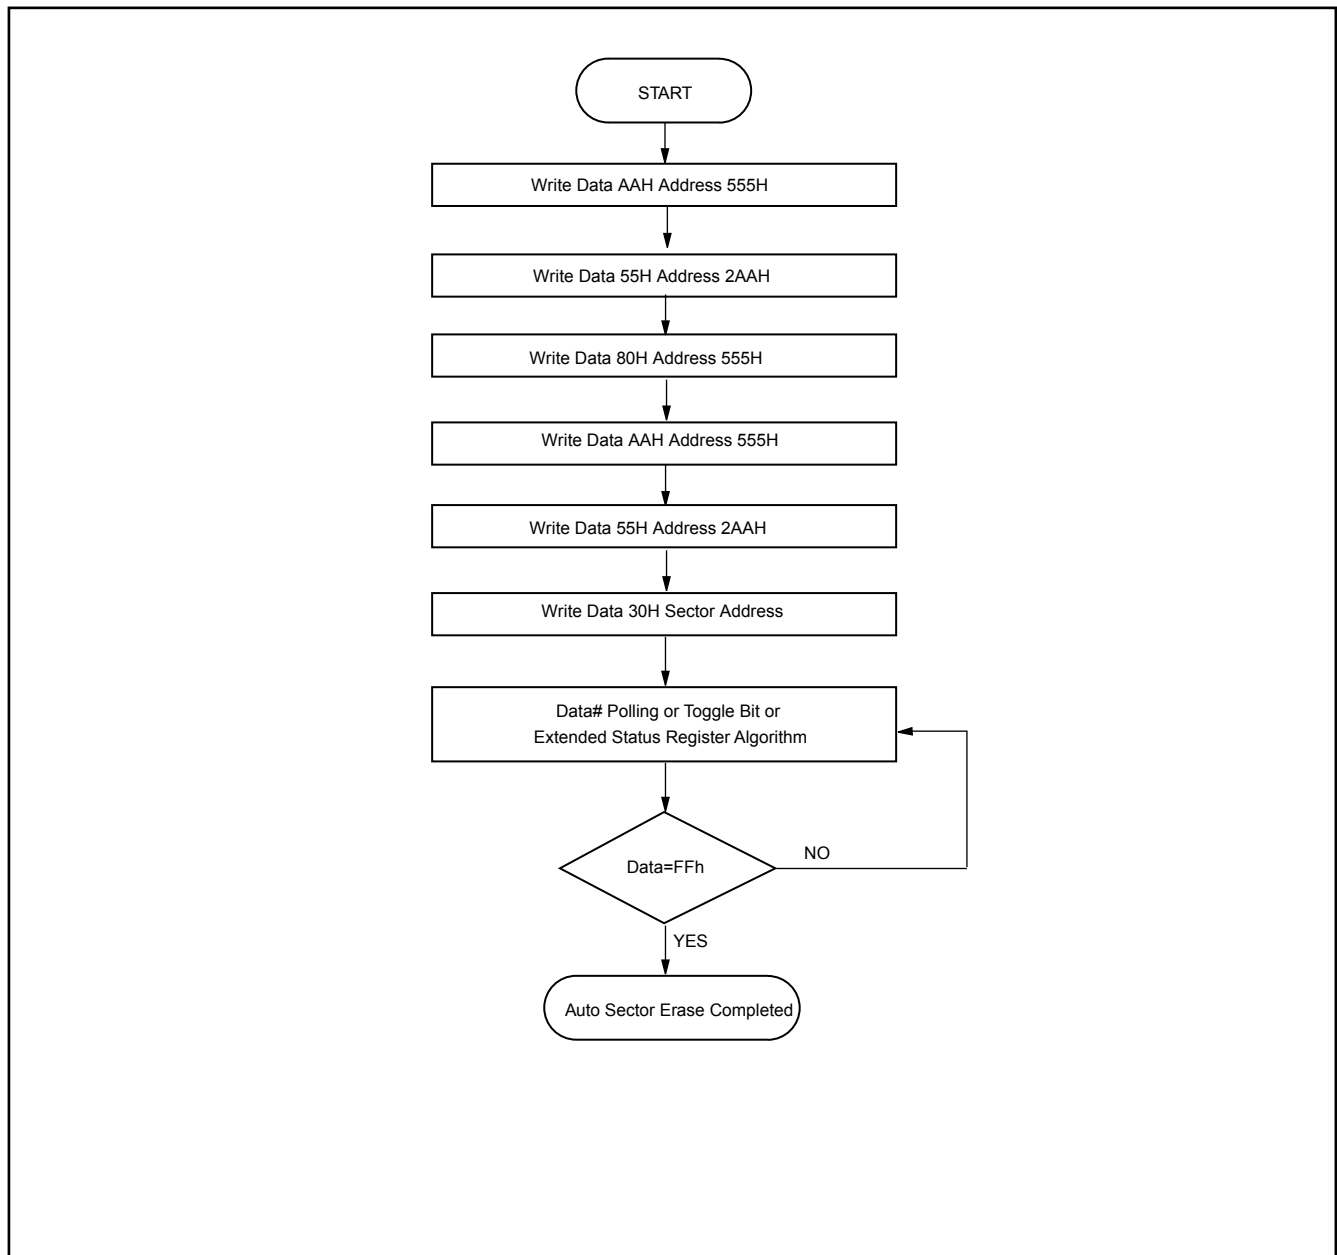 START
Write Data AAH Address 555H
Write Data 55H Address 2AAH
Write Data 80H Address 555H
Write Data AAH Address 555H
Write Data 55H Address 2AAH
Write Data 30H Sector Address
Data# Polling or Toggle Bit or
Extended Status Register Algorithm
Data=FFh
NO
YES
Auto Sector Erase Completed